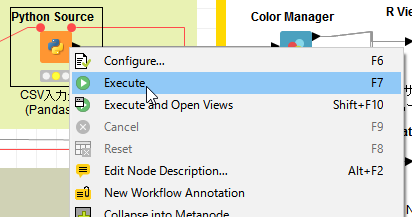 Python Source
Color Manager
R Vie
CSV入力
(Pandas
Configure... F6
Execute F7
Execute and Open Views Shift+F10
Cancel F9
Reset F8
Edit Node Description... Alt+F2
New Workflow Annotation
Collapse into Metanode